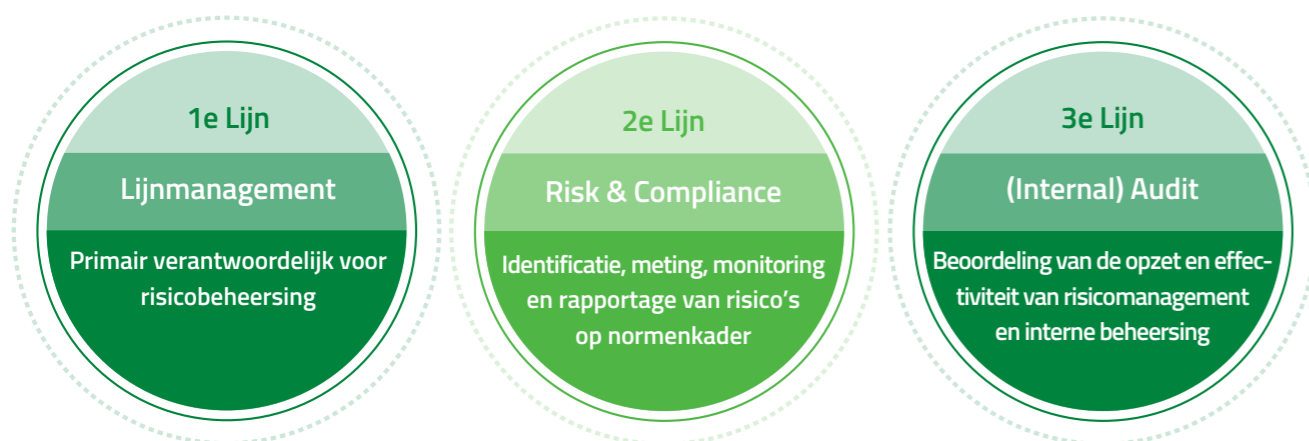 1e Lijn
Lijnmanagement
Primair verantwoordelijk voor
risicobeheersing
2e Lijn
Risk & Compliance
Identificatie, meting, monitoring
en rapportage van risico's
op normenkader
3e Lijn
(Internal) Audit
Beoordeling van de opzet en effec-
tiviteit van risicomanagement
en interne beheersing